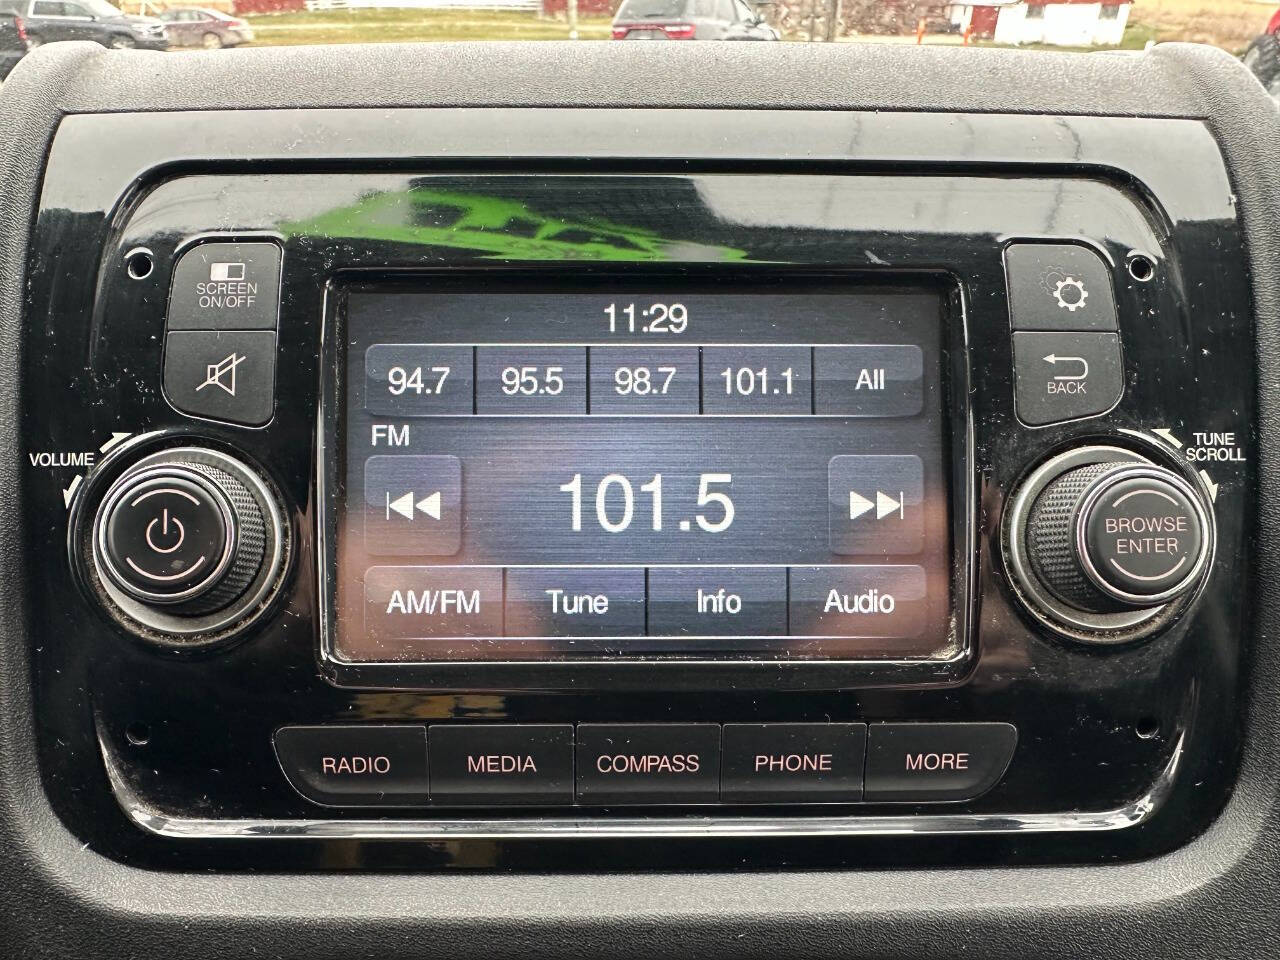 11:29
94.7 95.5 98.7 101.1 All
FM
101.5
AM/FM Tune Info Audio
SCREEN
ON/OFF
VOLUME
BACK
TUNE
SCROLL
BROWSE
ENTER
RADIO MEDIA COMPASS PHONE MORE